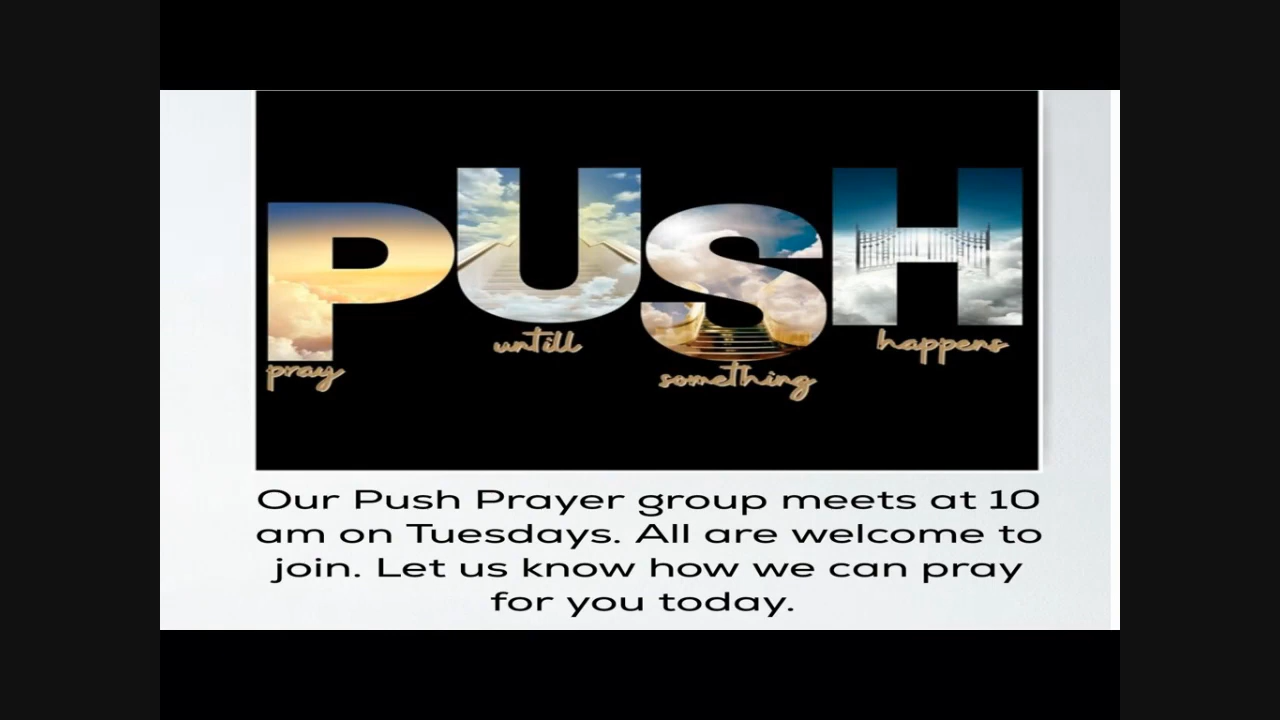 PUSH
pray
untill
something
happens
Our Push Prayer group meets at 10
am on Tuesdays. All are welcome to
join. Let us know how we can pray
for you today.